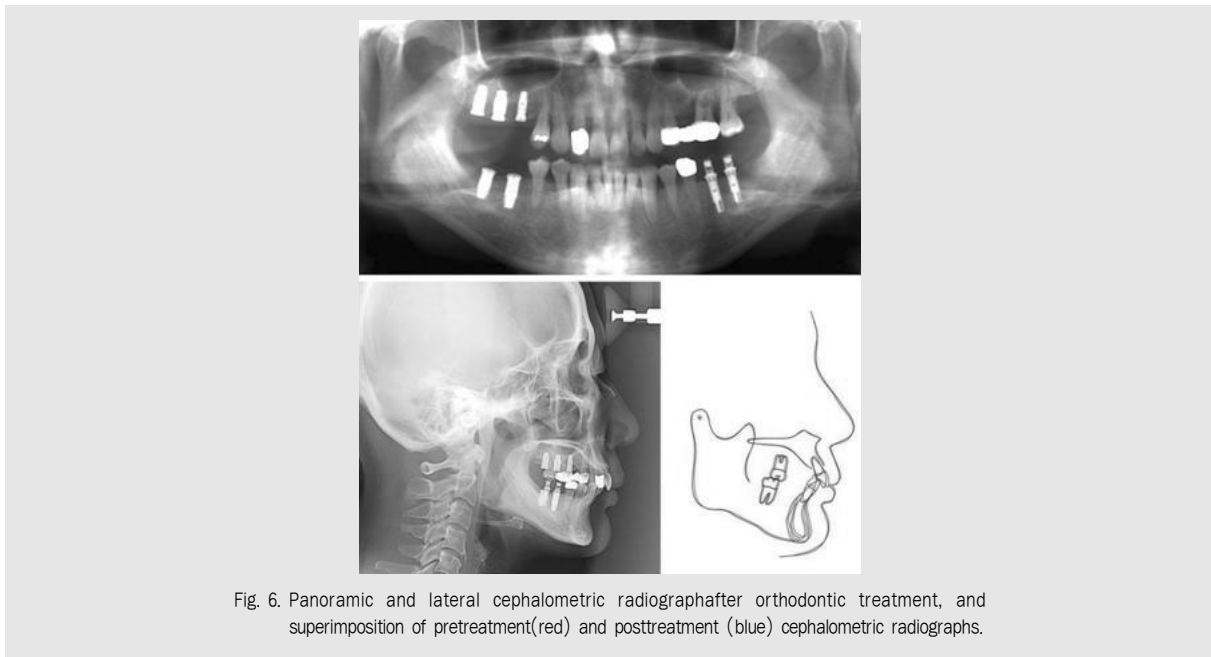 Fig. 6. Panoramic and lateral cephalometric radiographafter orthodontic treatment, and
superimposition of pretreatment(red) and posttreatment (blue) cephalometric radiographs.